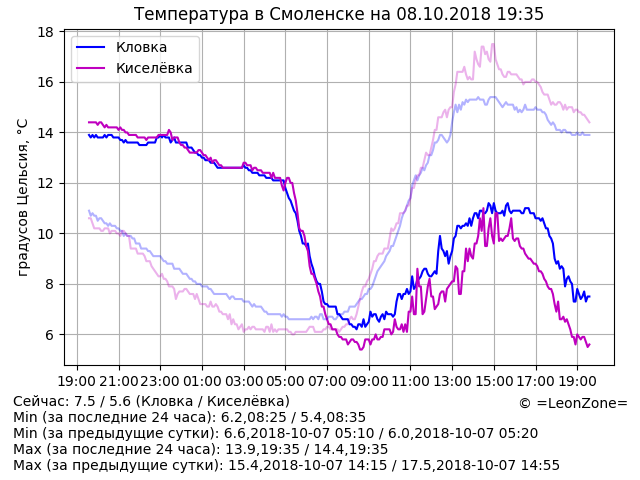 Температура в Смоленске на 08.10.2018 19:35
Кловка
Киселёвка
градусов Цельсия, °C
18
16
14
12
10
8
6
19:00 21:00 23:00 01:00 03:00 05:00 07:00 09:00 11:00 13:00 15:00 17:00 19:00
Сейчас: 7.5 / 5.6 (Кловка / Киселёвка)
© =LeonZone=
Min (за последние 24 часа): 6.2,08:25 / 5.4,08:35
Min (за предыдущие сутки): 6.6,2018-10-07 05:10 / 6.0,2018-10-07 05:20
Max (за последние 24 часа): 13.9,19:35 / 14.4,19:35
Max (за предыдущие сутки): 15.4,2018-10-07 14:15 / 17.5,2018-10-07 14:55